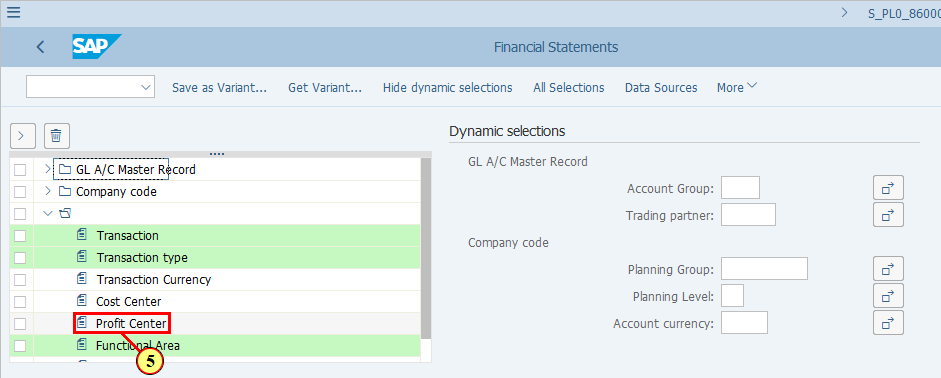 S_PL0_86000
SAP
Financial Statements
Save as Variant... Get Variant... Hide dynamic selections All Selections Data Sources More
Dynamic selections
GL A/C Master Record
GL A/C Master Record
Company code
Account Group:
Trading partner:
Transaction
Company code
Transaction type
Transaction Currency
Planning Group:
Cost Center
Planning Level:
Profit Center
Account currency:
Functional Area
5